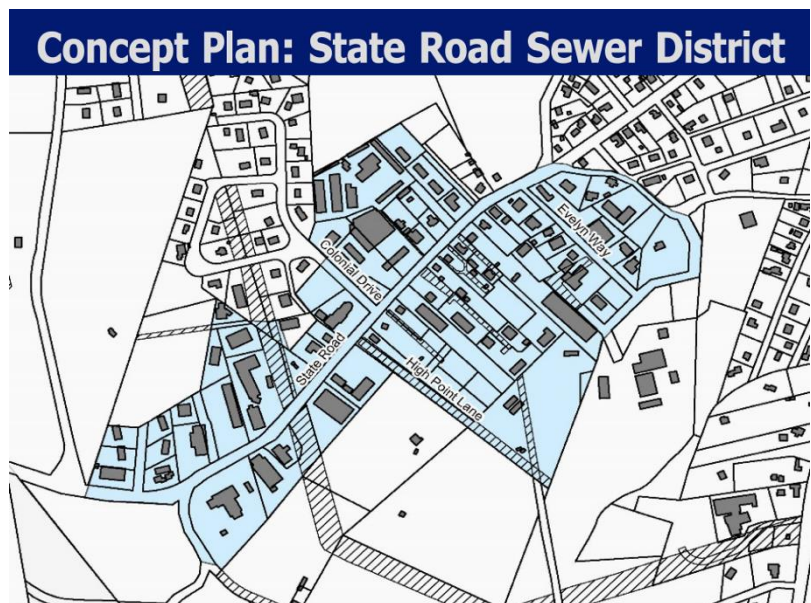 Concept Plan: State Road Sewer District
Evelyn Way
Colonial Drive
State Road
High Point Lane